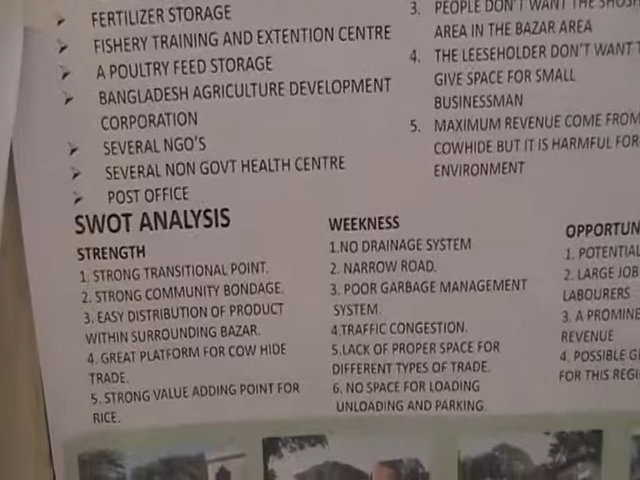 FERTILIZER STORAGE
FISHERY TRAINING AND EXTENTION CENTRE
A POULTRY FEED STORAGE
BANGLADESH AGRICULTURE DEVELOPMENT
CORPORATION
SEVERAL NGO'S
SEVERAL NON GOVT HEALTH CENTRE
POST OFFICE
3. PEOPLE DON'T WANT THE
AREA IN THE BAZAR AREA
4. THE LEESEHOLDER DON'T WANT
GIVE SPACE FOR SMALL
BUSINESSMAN
5. MAXIMUM REVENUE COME FROM
COWHIDE BUT IT IS HARMFUL FOR
ENVIRONMENT
SWOT ANALYSIS
STRENGTH
1. STRONG TRANSITIONAL POINT.
2. STRONG COMMUNITY BONDAGE.
3. EASY DISTRIBUTION OF PRODUCT
WITHIN SURROUNDING BAZAR.
4. GREAT PLATFORM FOR COW HIDE
TRADE.
5. STRONG VALUE ADDING POINT FOR
RICE.
WEEKNESS
1.NO DRAINAGE SYSTEM
2. NARROW ROAD.
3. POOR GARBAGE MANAGEMENT
SYSTEM.
4.TRAFFIC CONGESTION.
5.LACK OF PROPER SPACE FOR
DIFFERENT TYPES OF TRADE.
6. NO SPACE FOR LOADING
UNLOADING AND PARKING.
OPPORTUN
1. POTENTIAL
2. LARGE JOB
LABOURERS
3. A PROMINE
REVENUE
4. POSSIBLE
FOR THIS REGI